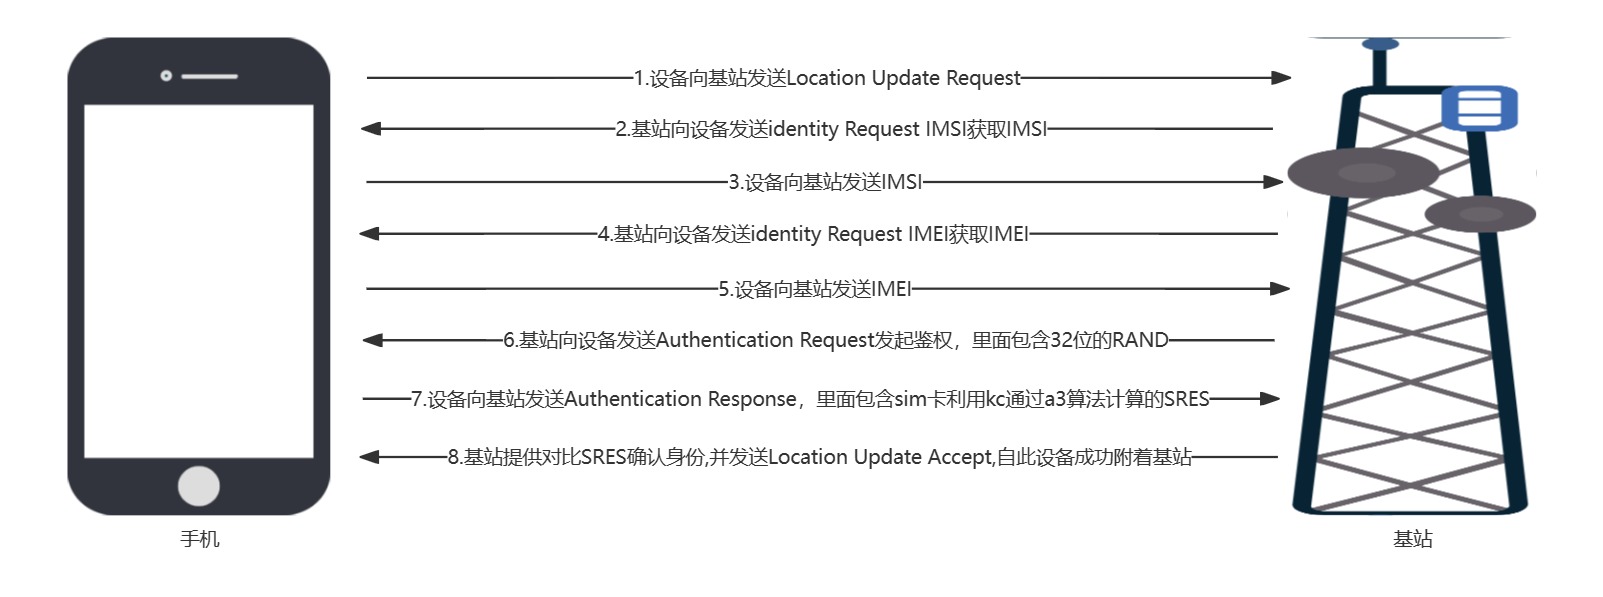 1.设备向基站发送Location Update Request
2.基站向设备发送identity Request IMSI获取IMSI
3.设备向基站发送IMSI
4.基站向设备发送identity Request IMEI获取IMEI
5.设备向基站发送IMEI
6.基站向设备发送Authentication Request发起鉴权，里面包含32位的RAND
7.设备向基站发送Authentication Response，里面包含sim卡利用kc通过a3算法计算的SRES
8.基站提供对比SRES确认身份,并发送Location Update Accept,自此设备成功附着基站
手机
基站